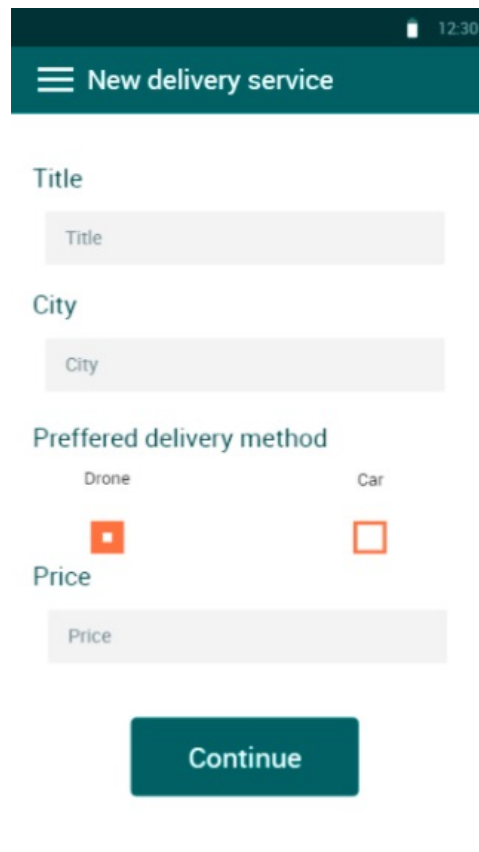 12:30
New delivery service
Title
Title
City
City
Preffered delivery method
Drone Car
Price
Price
Continue